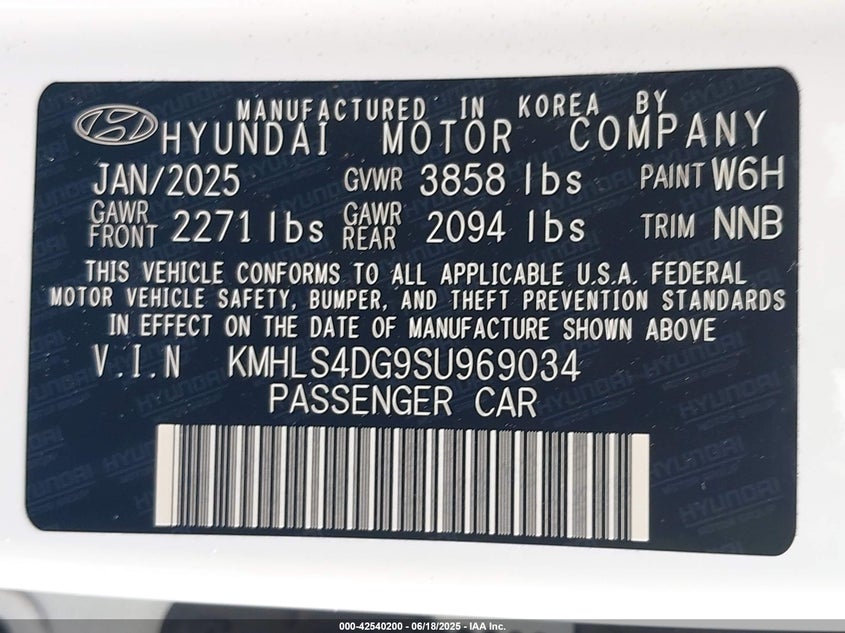 MANUFACTURED IN KOREA BY
HYUNDAI MOTOR COMPANY
JAN/2025 GVWR 3858 lbs PAINT W6H
GAWR FRONT 2271 lbs GAWR REAR 2094 lbs TRIM NNB
THIS VEHICLE CONFORMS TO ALL APPLICABLE U.S.A. FEDERAL
MOTOR VEHICLE SAFETY, BUMPER, AND THEFT PREVENTION STANDARDS
IN EFFECT ON THE DATE OF MANUFACTURE SHOWN ABOVE
V.I.N KMHLS4DG9SU969034
PASSENGER CAR
000-42540200 - 06/18/2025 - IAA Inc.